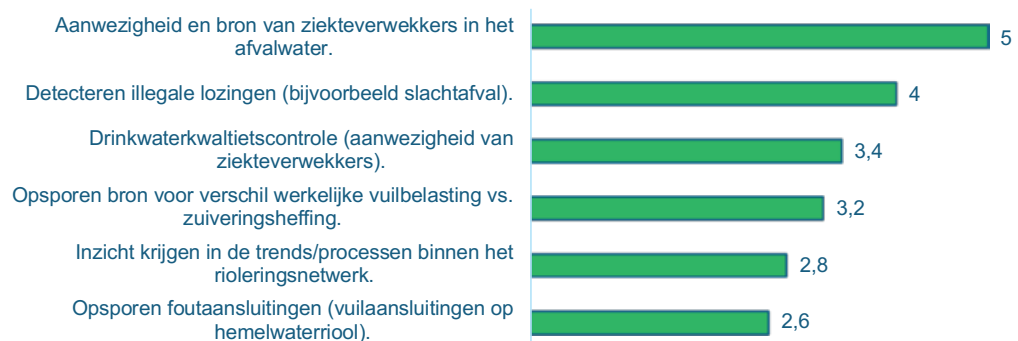 Aanwezigheid en bron van ziekteverwekkers in het
afvalwater.
5
Detecteren illegale lozingen (bijvoorbeeld slachtafval).
4
Drinkwaterkwaltietscontrole (aanwezigheid van
ziekteverwekkers).
3,4
Opsporen bron voor verschil werkelijke vuilbelasting vs.
zuiveringsheffing.
3,2
Inzicht krijgen in de trends/processen binnen het
rioleringsnetwerk.
2,8
Opsporen foutaansluitingen (vuilaansluitingen op
hemelwaterriool).
2,6